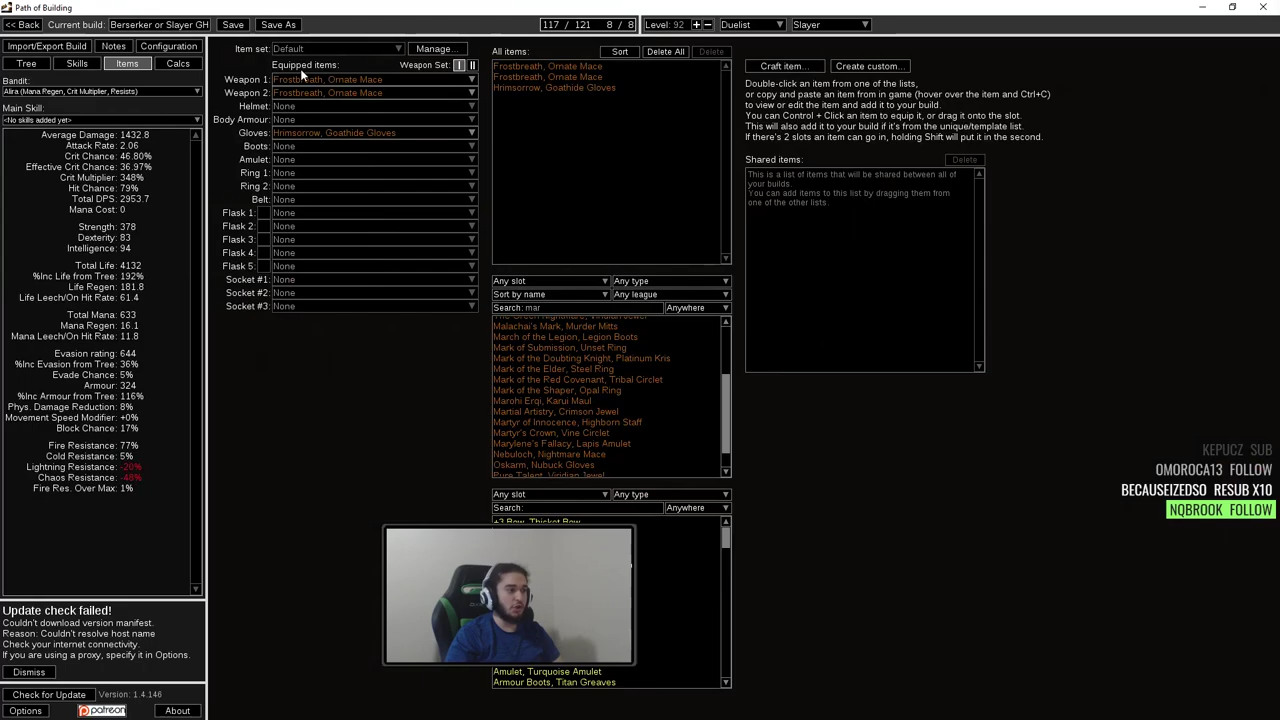 Path of Building
<< Back
Current build:
Berserker or Slayer GH
Save
Save As
117 / 121 8 / 8
Level: 92
+
-
Duelist
Slayer
Import/Export Build
Notes
Configuration
Tree
Skills
Items
Calcs
Bandit:
Alira (Mana Regen, Crit Multiplier, Resists)
Main Skill:
<No skills added yet>
Average Damage: 1432.8
Attack Rate: 2.06
Crit Chance: 46.80%
Effective Crit Chance: 36.97%
Crit Multiplier: 348%
Hit Chance: 79%
Total DPS: 2953.7
Mana Cost: 0
Strength: 378
Dexterity: 83
Intelligence: 94
Total Life: 4132
%Inc Life from Tree: 192%
Life Regen: 181.8
Life Leech/On Hit Rate: 61.4
Total Mana: 633
Mana Regen: 16.1
Mana Leech/On Hit Rate: 11.8
Evasion rating: 644
%Inc Evasion from Tree: 36%
Evade Chance: 5%
Armour: 324
%Inc Armour from Tree: 116%
Phys. Damage Reduction: 8%
Movement Speed Modifier: +0%
Block Chance: 17%
Fire Resistance: 77%
Cold Resistance: 5%
Lightning Resistance: -20%
Chaos Resistance: -48%
Fire Res. Over Max: 1%
Update check failed!
Couldn't download version manifest.
Reason: Couldn't resolve host name
Check your internet connectivity.
If you are using a proxy, specify it in Options.
Dismiss
Check for Update
Version: 1.4.146
Options
patreon
About
Item set:
Default
Manage...
Equipped items:
Weapon Set:
I
II
Weapon 1: Frostbreath, Ornate Mace
Weapon 2: Frostbreath, Ornate Mace
Helmet: None
Body Armour: None
Gloves: Hrimsorrow, Goathide Gloves
Boots: None
Amulet: None
Ring 1: None
Ring 2: None
Belt: None
Flask 1: None
Flask 2: None
Flask 3: None
Flask 4: None
Flask 5: None
Socket #1: None
Socket #2: None
Socket #3: None
All items:
Sort
Delete All
Delete
Frostbreath, Ornate Mace
Frostbreath, Ornate Mace
Hrimsorrow, Goathide Gloves
Any slot
Any type
Sort by name
Any league
Search: mar
Anywhere
The Green Nightmare, Viridian Jewel
Malachai's Mark, Murder Mitts
March of the Legion, Legion Boots
Mark of Submission, Unset Ring
Mark of the Doubting Knight, Platinum Kris
Mark of the Elder, Steel Ring
Mark of the Red Covenant, Tribal Circlet
Mark of the Shaper, Opal Ring
Marohi Erqi, Karui Maul
Martial Artistry, Crimson Jewel
Martyr of Innocence, Highborn Staff
Martyr's Crown, Vine Circlet
Marylene's Fallacy, Lapis Amulet
Nebuloch, Nightmare Mace
Oskarm, Nubuck Gloves
Pure Talent, Viridian Jewel
Any slot
Any type
Search:
Anywhere
+3 Bow, Thicket Bow
Amulet, Turquoise Amulet
Armour Boots, Titan Greaves
Craft item...
Create custom...
Double-click an item from one of the lists,
or copy and paste an item from in game (hover over the item and Ctrl+C)
to view or edit the item and add it to your build.
You can Control + Click an item to equip it, or drag it onto the slot.
This will also add it to your build if it's from the unique/template list.
If there's 2 slots an item can go in, holding Shift will put it in the second.
Shared items:
Delete
This is a list of items that will be shared between all of
your builds.
You can add items to this list by dragging them from
one of the other lists.
KEPUCZ SUB
OMOROCA13 FOLLOW
BECAUSEIZEDSO RESUB X10
NQBROOK FOLLOW